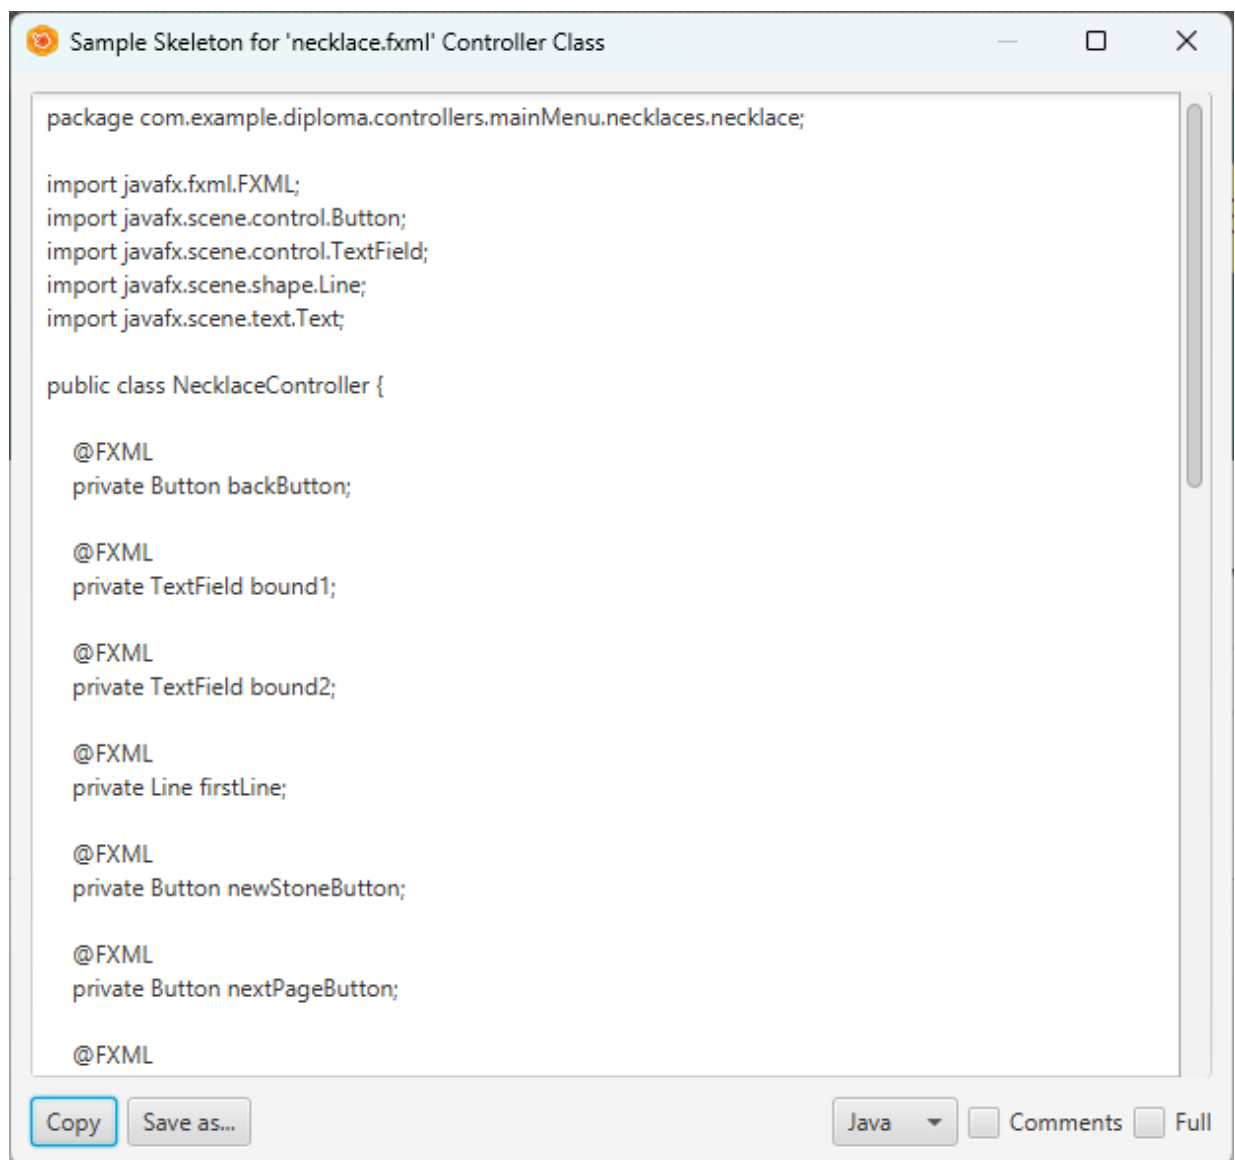 Sample Skeleton for 'necklace.fxml' Controller Class
package com.example.diploma.controllers.mainMenu.necklaces.necklace;
import javafx.fxml.FXML;
import javafx.scene.control.Button;
import javafx.scene.control.TextField;
import javafx.scene.shape.Line;
import javafx.scene.text.Text;
public class NecklaceController {
@FXML
private Button backButton;
@FXML
private TextField bound1;
@FXML
private TextField bound2;
@FXML
private Line firstLine;
@FXML
private Button newStoneButton;
@FXML
private Button nextPageButton;
@FXML
Copy Save as... Java Comments Full